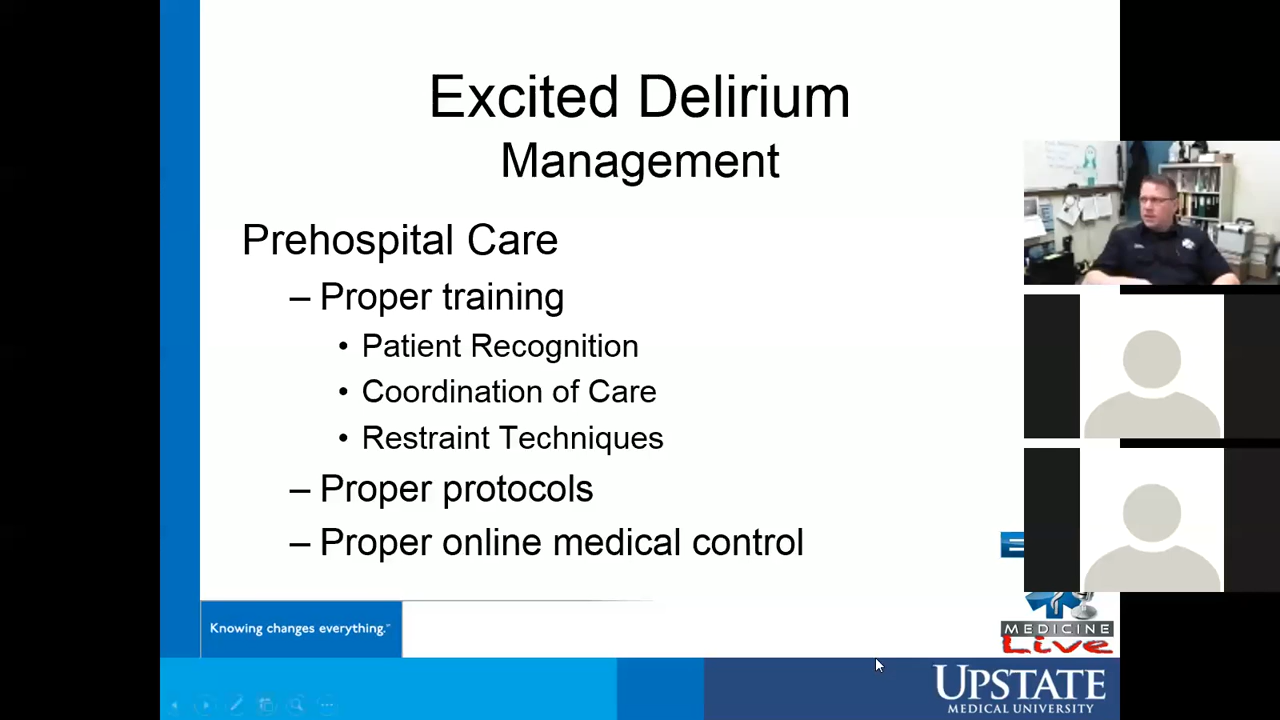 Excited Delirium
Management
Prehospital Care
– Proper training
• Patient Recognition
• Coordination of Care
• Restraint Techniques
– Proper protocols
– Proper online medical control
Knowing changes everything.™
MEDICINE
Live
UPSTATE
MEDICAL UNIVERSITY